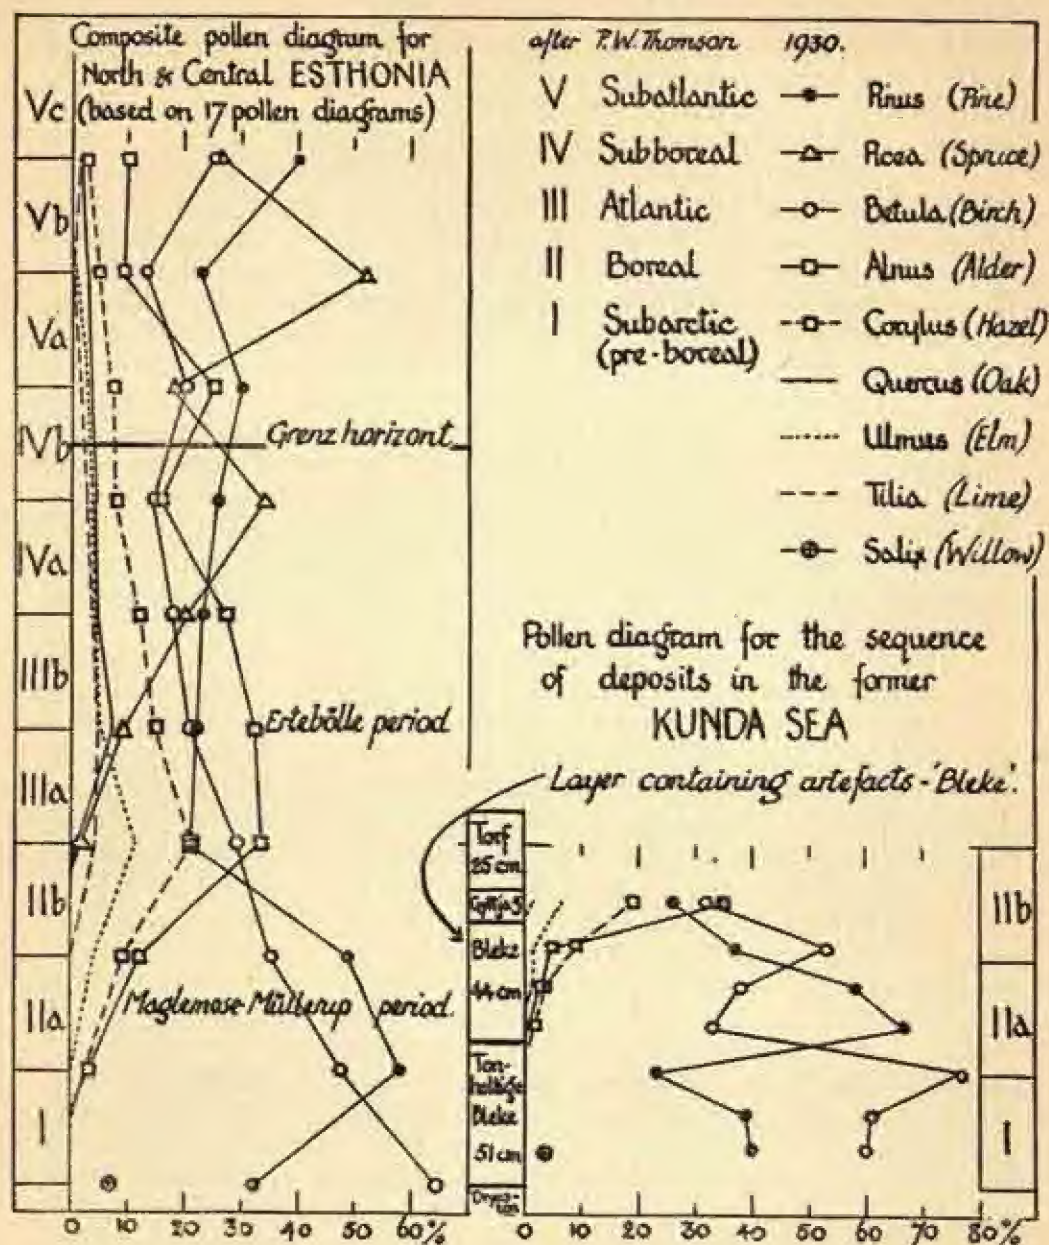 Composite pollen diagram for
North & Central ESTHONIA
(based on 17 pollen diagrams)
after P.W. Thomson 1930.
V Subatlantic
IV Subboreal
III Atlantic
II Boreal
I Subarctic
(pre-boreal)
Pinus (Pine)
Picea (Spruce)
Betula (Birch)
Alnus (Alder)
Corylus (Hazel)
Quercus (Oak)
Ulmus (Elm)
Tilia (Lime)
Salix (Willow)
Vc
Vb
Va
IVb
IVa
IIIb
IIIa
IIb
IIa
I
Grenzhorizont
Ertebölle period
Maglemose-Müllerup period.
0 10 20 30 40 50 60%
Pollen diagram for the sequence
of deposits in the former
KUNDA SEA
Layer containing artefacts - 'Bleke'.
Torf
25 cm
Bleke
44 cm
Ton-
haltige
Bleke
51 cm
IIb
IIa
I
0 10 20 30 40 50 60 70 80%